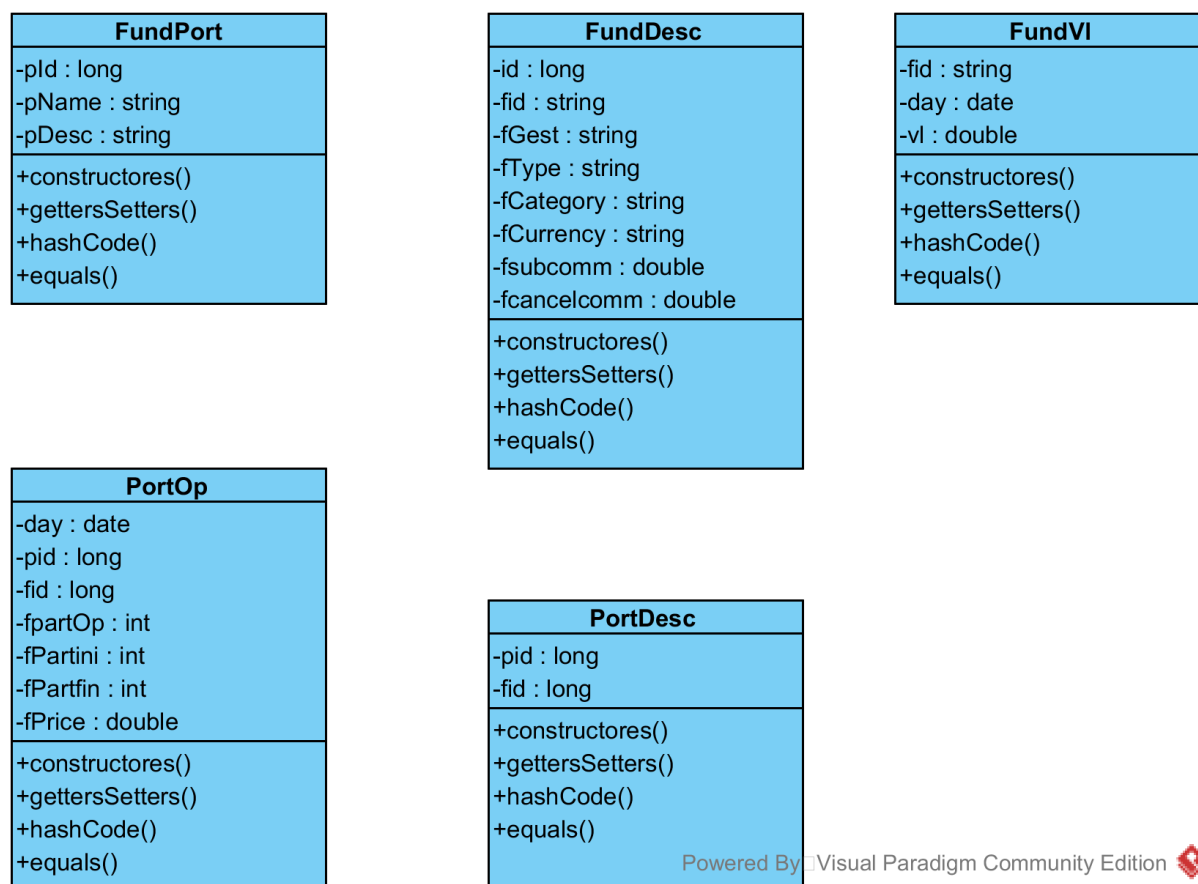 FundPort
-pId : long
-pName : string
-pDesc : string
+constructores()
+gettersSetters()
+hashCode()
+equals()
FundDesc
-id : long
-fid : string
-fGest : string
-fType : string
-fCategory : string
-fCurrency : string
-fsubcomm : double
-fcancelcomm : double
+constructores()
+gettersSetters()
+hashCode()
+equals()
FundVl
-fid : string
-day : date
-vl : double
+constructores()
+gettersSetters()
+hashCode()
+equals()
PortOp
-day : date
-pid : long
-fid : long
-fpartOp : int
-fPartini : int
-fPartfin : int
-fPrice : double
+constructores()
+gettersSetters()
+hashCode()
+equals()
PortDesc
-pid : long
-fid : long
+constructores()
+gettersSetters()
+hashCode()
+equals()
Powered By Visual Paradigm Community Edition